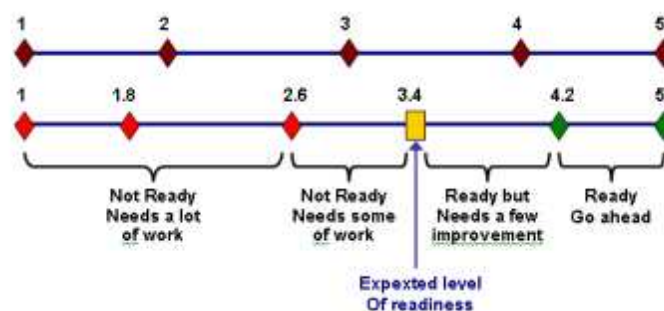 1 2 3 4 5
1 1.8 2.6 3.4 4.2 5
Not Ready
Needs a lot
of work
Not Ready
Needs some
of work
Ready but
Needs a few
improvement
Ready
Go ahead
Expexted level
Of readiness